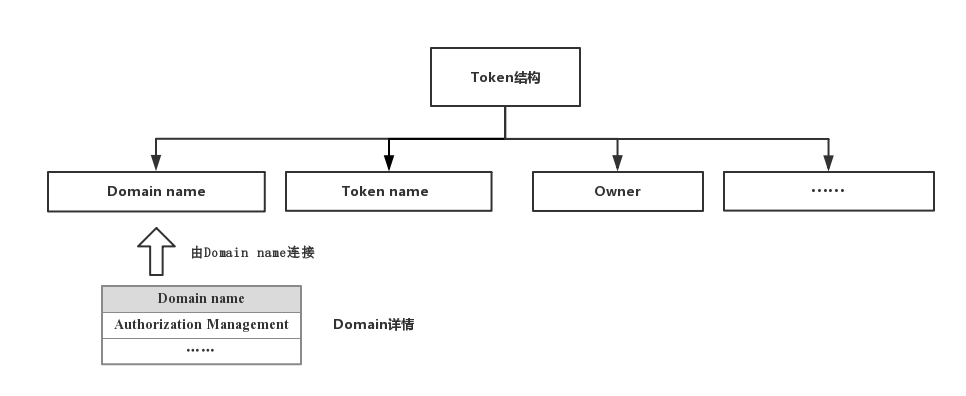 Token结构
Domain name
Token name
Owner
……
由Domain name连接
Domain name
Authorization Management
Domain详情
……